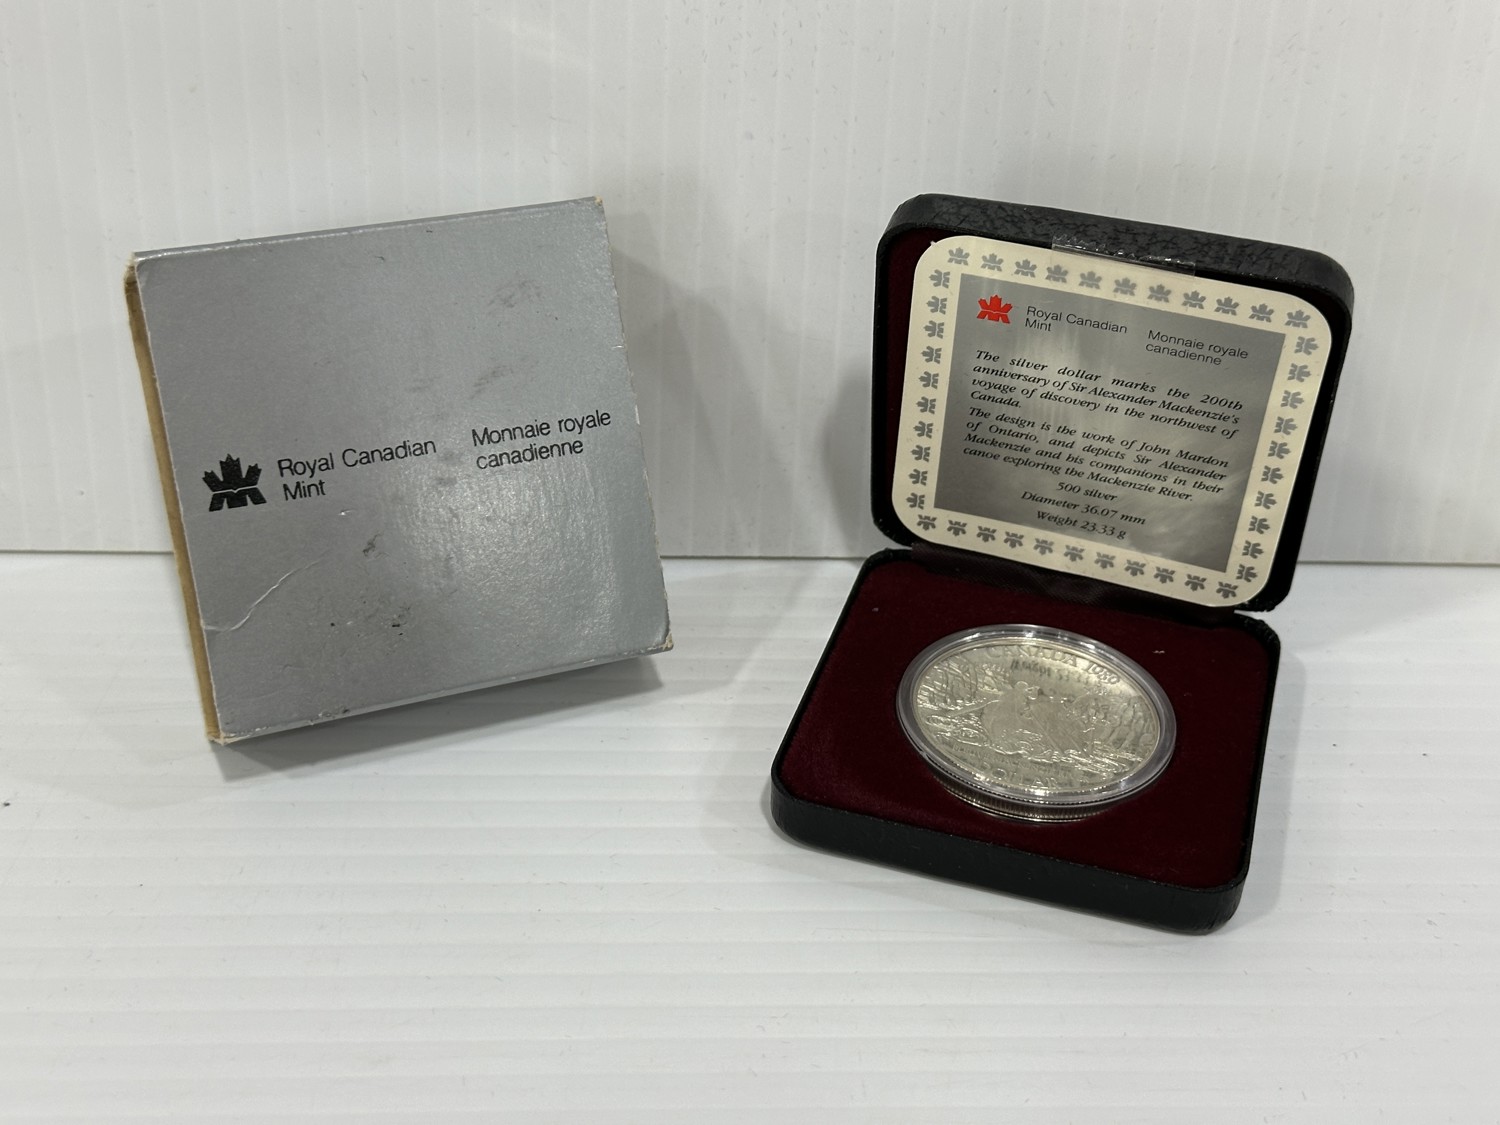 Royal Canadian
Mint
Monnaie royale
canadienne
Royal Canadian
Mint
Monnaie royale
canadienne
The silver dollar marks the 200th
anniversary of Sir Alexander Mackenzie's
voyage of discovery in the northwest of
Canada.
The design is the work of John Mardon
of Ontario, and depicts Sir Alexander
Mackenzie and his companions in their
canoe exploring the Mackenzie River.
500 silver
Diameter 36.07 mm
Weight 23.33 g
CANADA 1989
DOLLAR